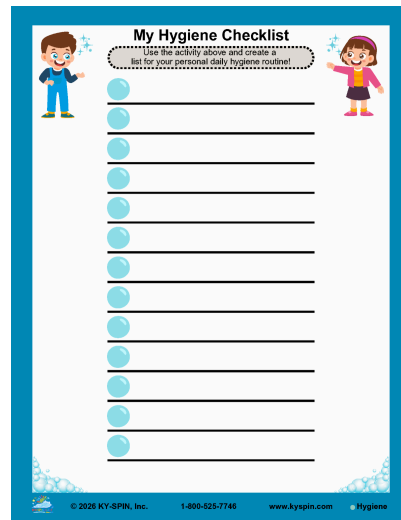 My Hygiene Checklist
Use the activity above and create a
list for your personal daily hygiene routine!
© 2026 KY-SPIN, Inc. 1-800-525-7746 www.kyspin.com Hygiene